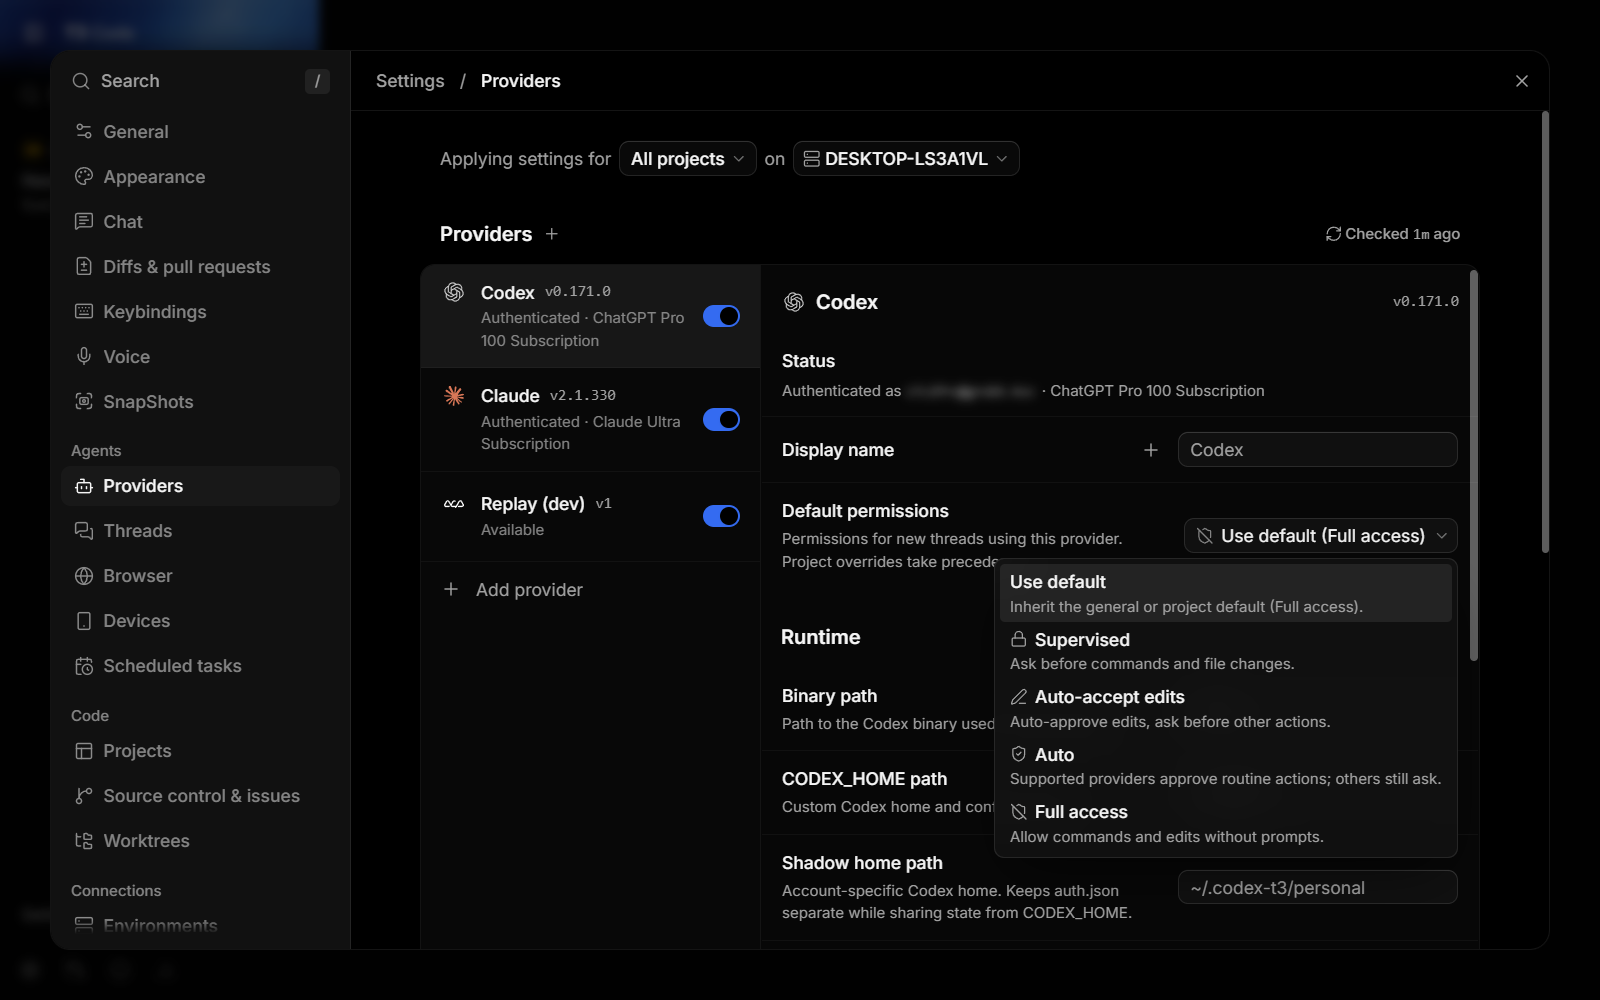 Search
/
General
Appearance
Chat
Diffs & pull requests
Keybindings
Voice
SnapShots
Agents
Providers
Threads
Browser
Devices
Scheduled tasks
Code
Projects
Source control & issues
Worktrees
Connections
Environments
Settings / Providers
Applying settings for All projects on DESKTOP-LS3A1VL
Providers
Checked 1m ago
Codex v0.171.0
Authenticated · ChatGPT Pro
100 Subscription
Claude v2.1.330
Authenticated · Claude Ultra
Subscription
Replay (dev) v1
Available
Add provider
Codex
v0.171.0
Status
Authenticated as · ChatGPT Pro 100 Subscription
Display name
Codex
Default permissions
Permissions for new threads using this provider.
Project overrides take precede
Use default (Full access)
Use default
Inherit the general or project default (Full access).
Supervised
Ask before commands and file changes.
Auto-accept edits
Auto-approve edits, ask before other actions.
Auto
Supported providers approve routine actions; others still ask.
Full access
Allow commands and edits without prompts.
Runtime
Binary path
Path to the Codex binary used
CODEX_HOME path
Custom Codex home and conf
Shadow home path
Account-specific Codex home. Keeps auth.json
separate while sharing state from CODEX_HOME.
~/.codex-t3/personal